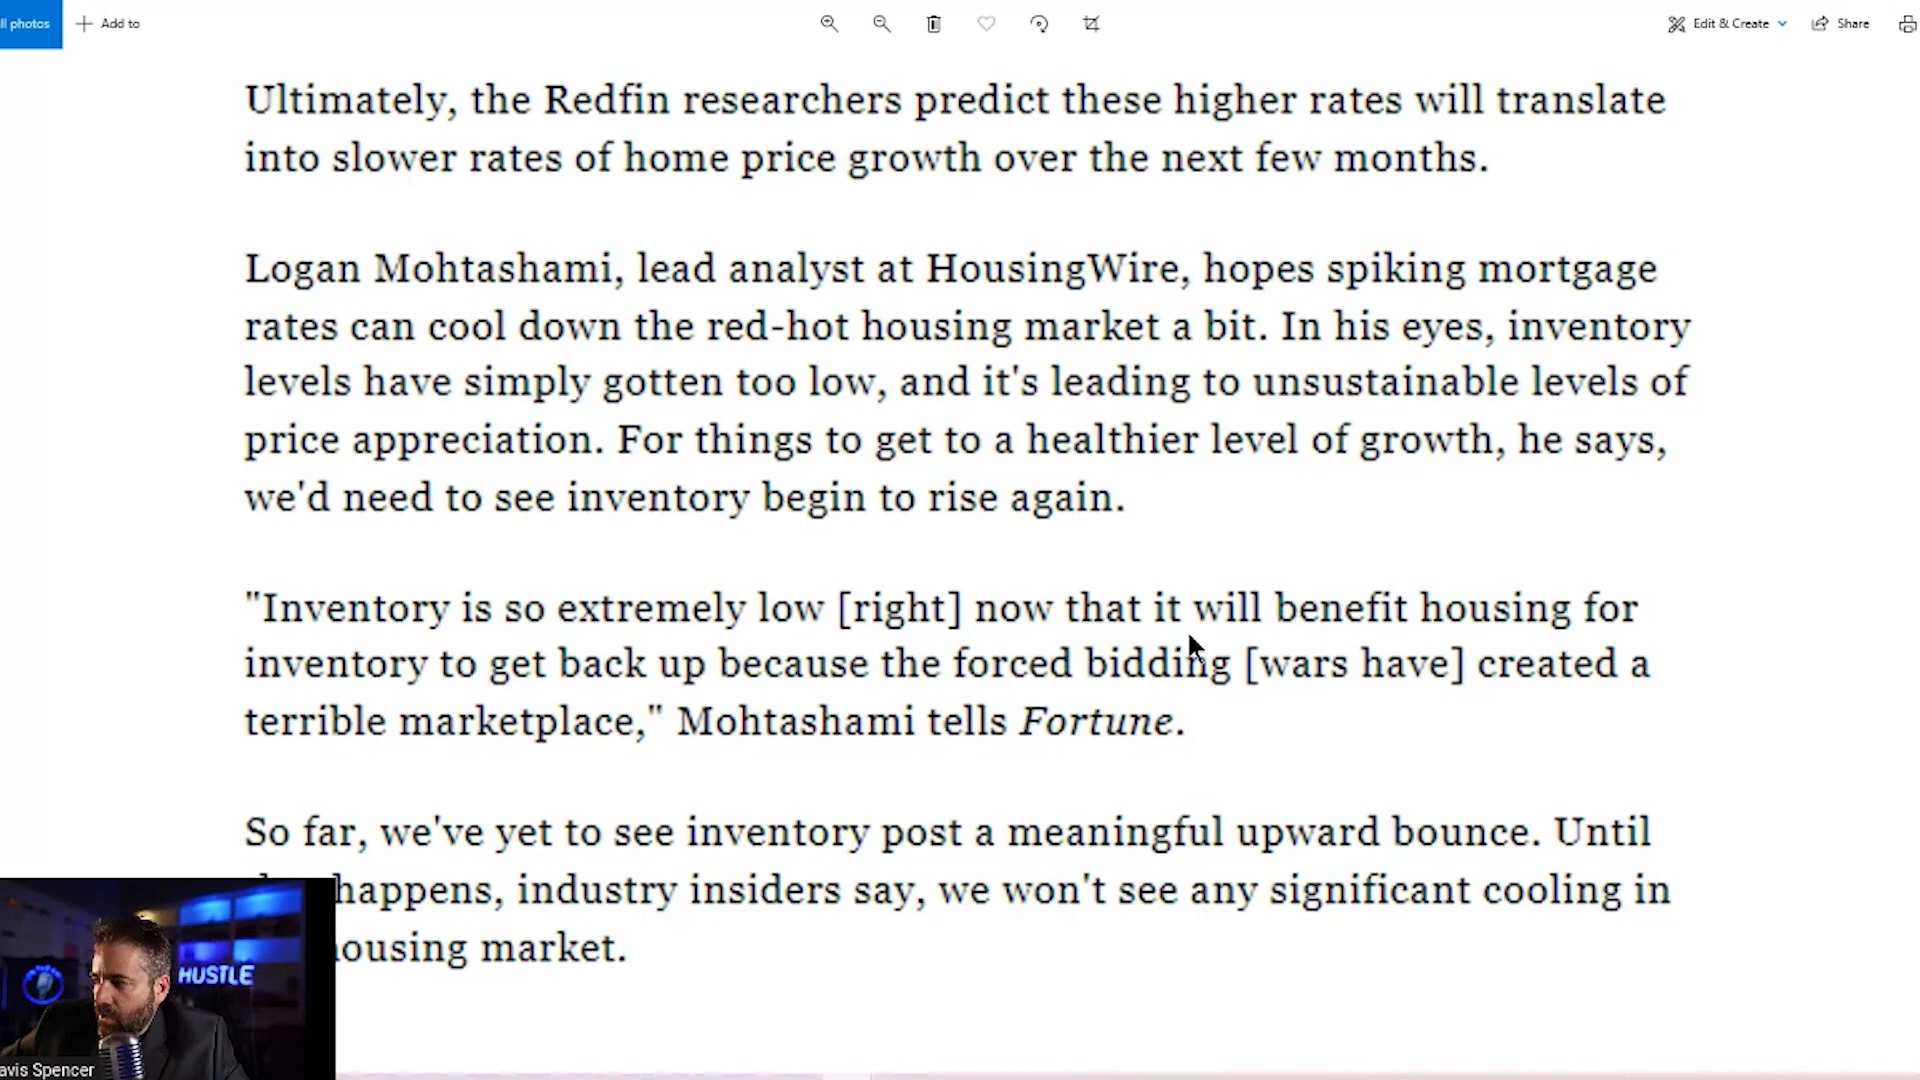 ll photos
Add to
Edit & Create
Share
Ultimately, the Redfin researchers predict these higher rates will translate
into slower rates of home price growth over the next few months.
Logan Mohtashami, lead analyst at HousingWire, hopes spiking mortgage
rates can cool down the red-hot housing market a bit. In his eyes, inventory
levels have simply gotten too low, and it's leading to unsustainable levels of
price appreciation. For things to get to a healthier level of growth, he says,
we'd need to see inventory begin to rise again.
"Inventory is so extremely low [right] now that it will benefit housing for
inventory to get back up because the forced bidding [wars have] created a
terrible marketplace," Mohtashami tells Fortune.
So far, we've yet to see inventory post a meaningful upward bounce. Until
happens, industry insiders say, we won't see any significant cooling in
housing market.
HUSTLE
avis Spencer